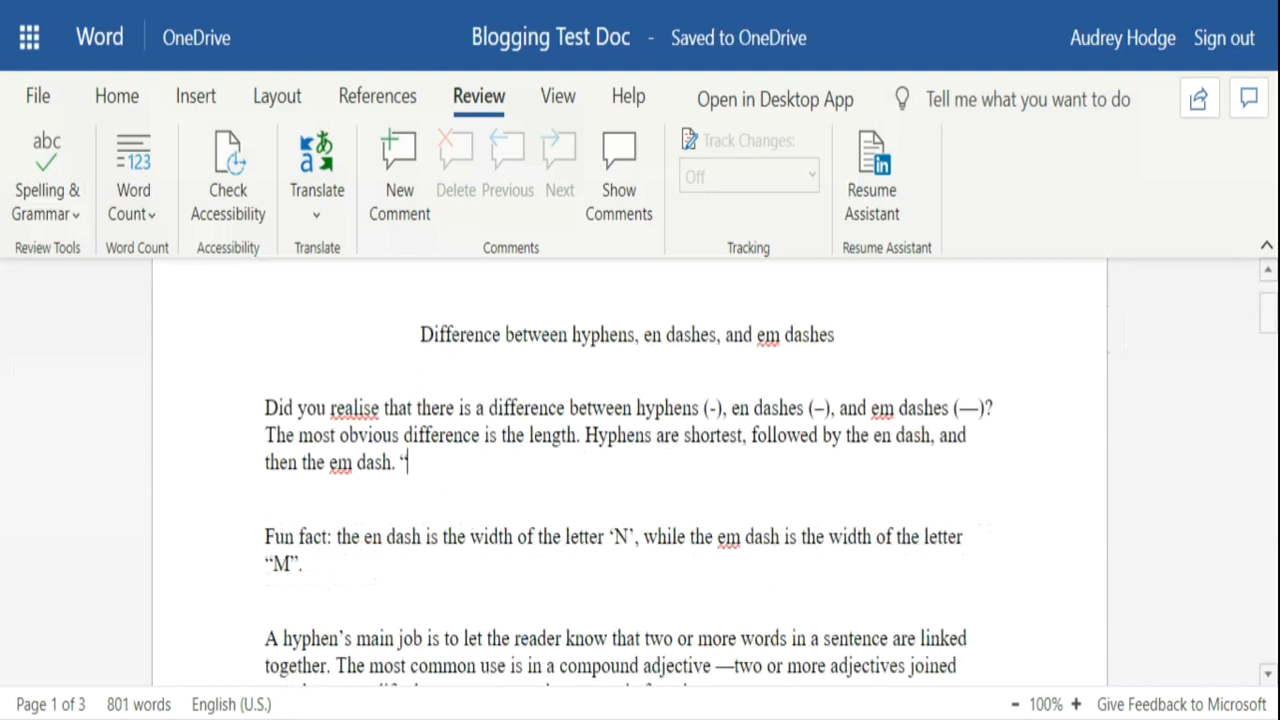 Word OneDrive Blogging Test Doc - Saved to OneDrive Audrey Hodge Sign out
File Home Insert Layout References Review View Help Open in Desktop App Tell me what you want to do
abc 123 a あ in
Spelling & Grammar Word Count Check Accessibility Translate New Comment Delete Previous Next Show Comments Track Changes: Off Resume Assistant
Review Tools Word Count Accessibility Translate Comments Tracking Resume Assistant
Difference between hyphens, en dashes, and em dashes
Did you realise that there is a difference between hyphens (-), en dashes (–), and em dashes (—)?
The most obvious difference is the length. Hyphens are shortest, followed by the en dash, and
then the em dash. “
Fun fact: the en dash is the width of the letter ‘N’, while the em dash is the width of the letter
“M”.
A hyphen’s main job is to let the reader know that two or more words in a sentence are linked
together. The most common use is in a compound adjective —two or more adjectives joined
Page 1 of 3 801 words English (U.S.) - 100% + Give Feedback to Microsoft